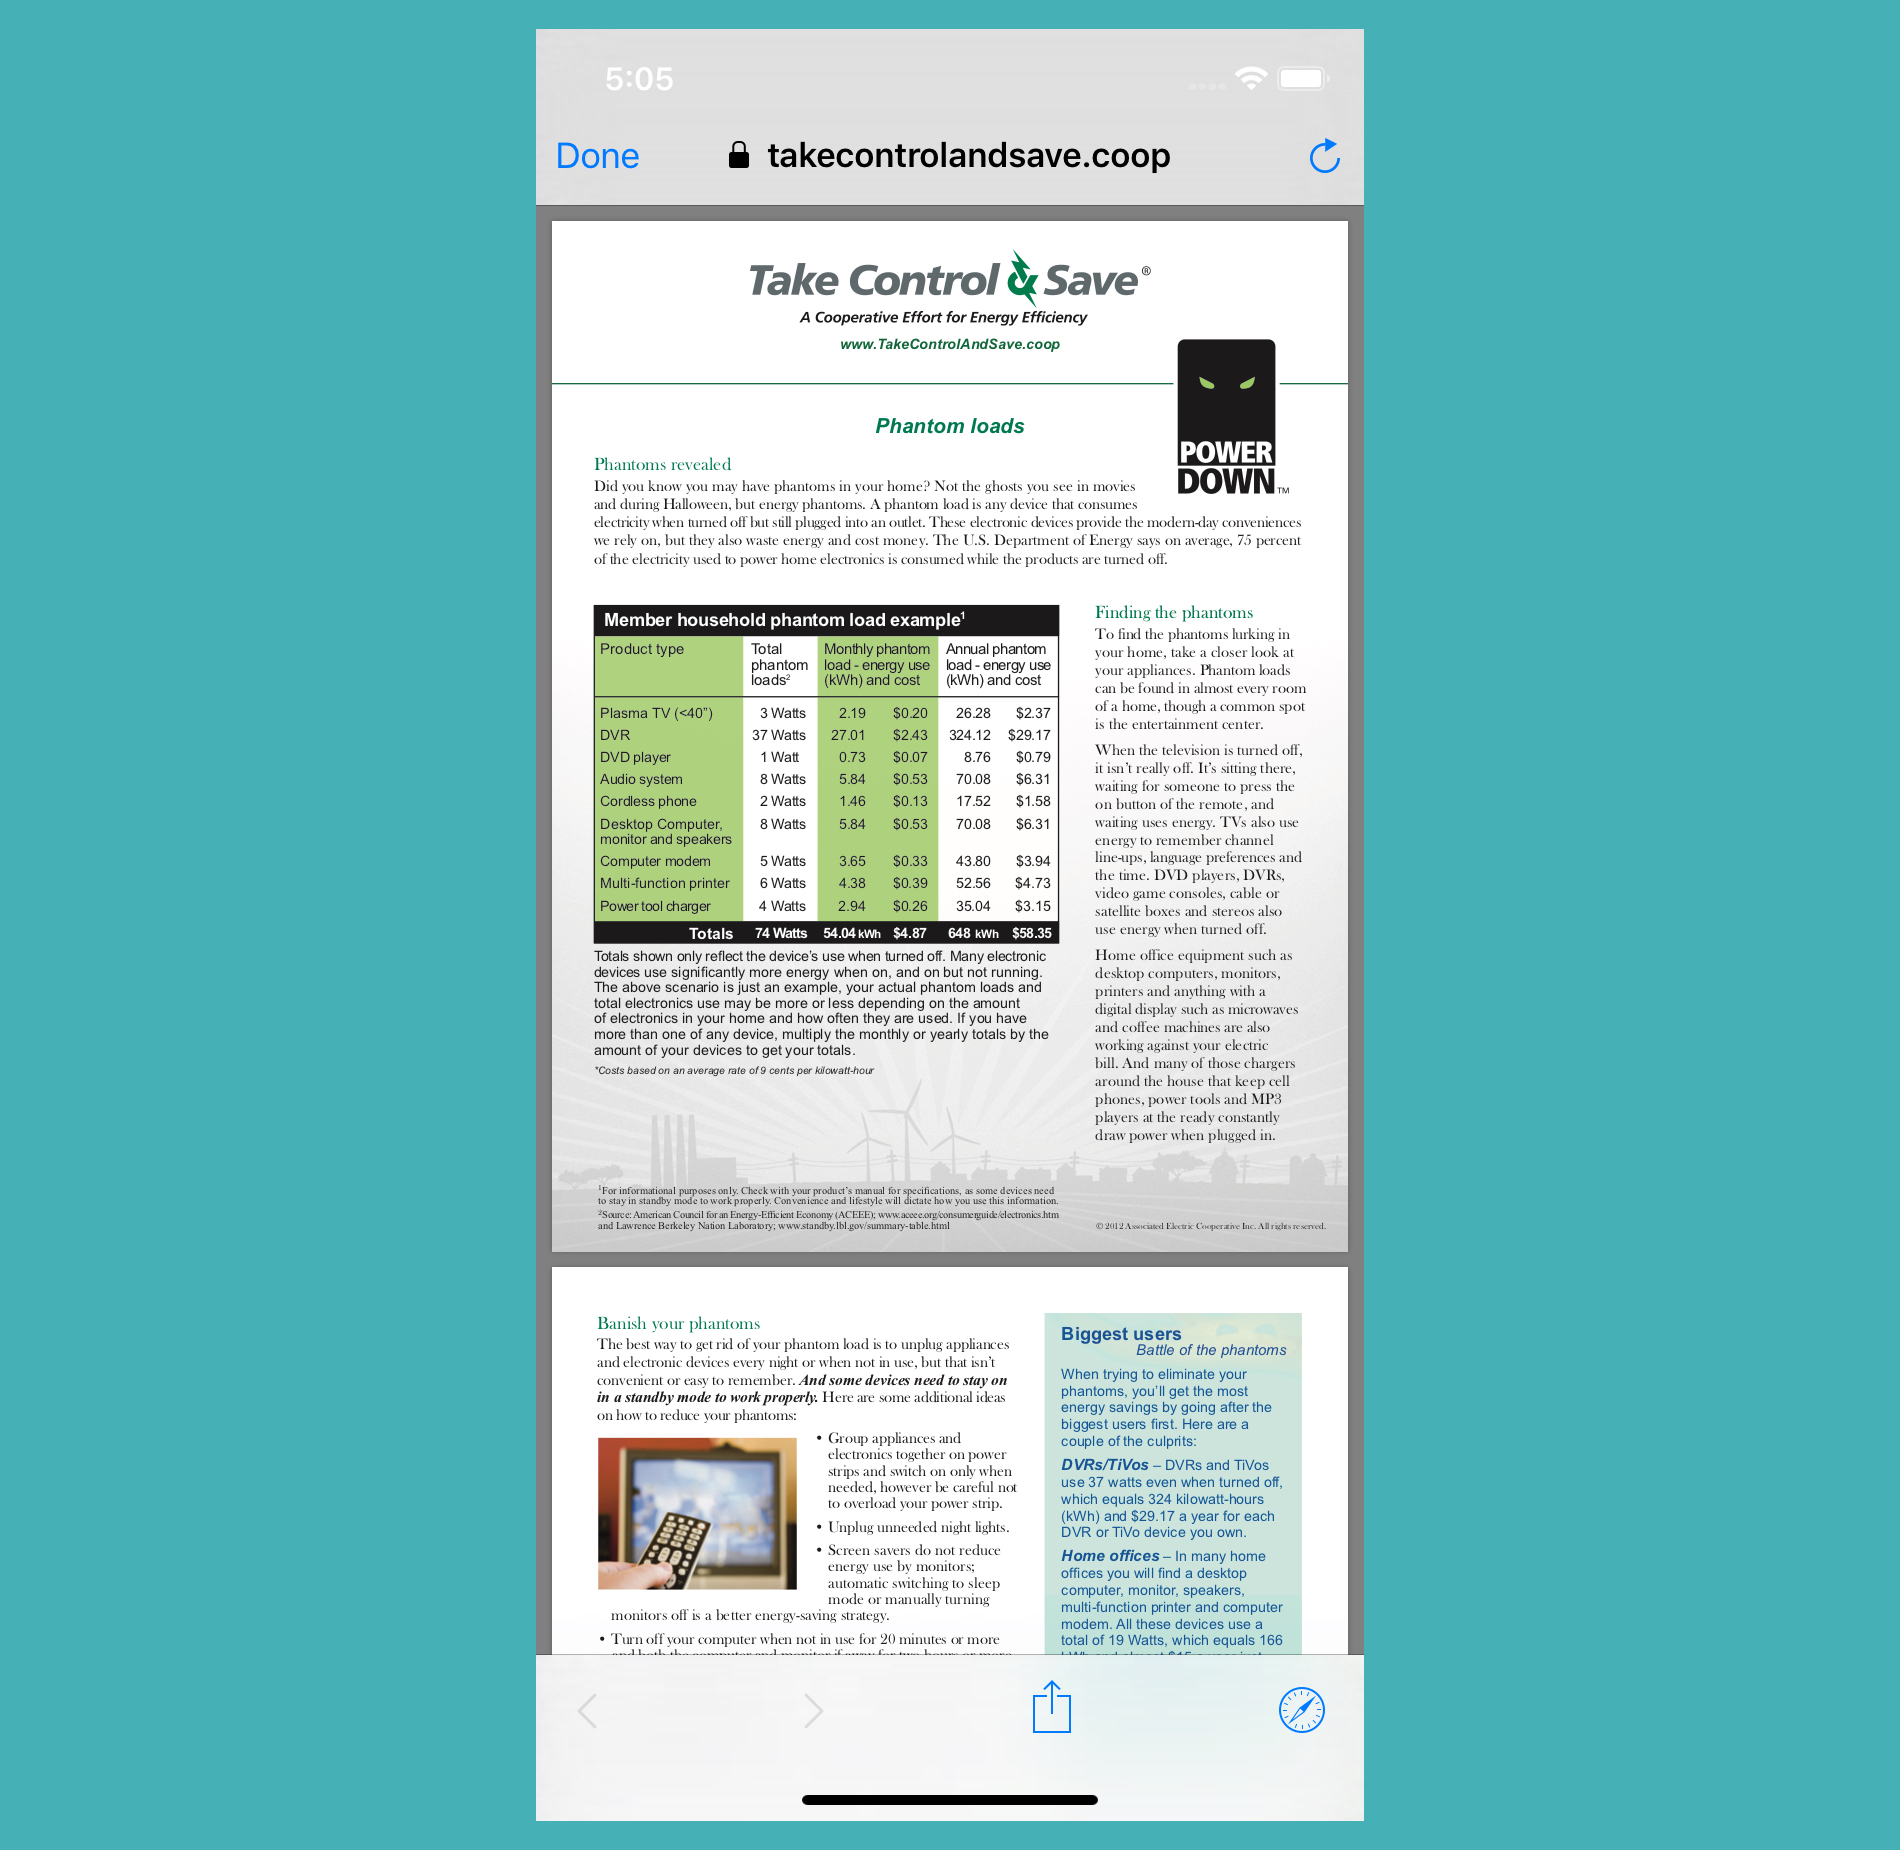 5:05
Done
takecontrolandsave.coop
Take Control & Save®
A Cooperative Effort for Energy Efficiency
www.TakeControlAndSave.coop
POWER
DOWN™
Phantom loads
Phantoms revealed
Did you know you may have phantoms in your home? Not the ghosts you see in movies
and during Halloween, but energy phantoms. A phantom load is any device that consumes
electricity when turned off but still plugged into an outlet. These electronic devices provide the modern-day conveniences
we rely on, but they also waste energy and cost money. The U.S. Department of Energy says on average, 75 percent
of the electricity used to power home electronics is consumed while the products are turned off.
Member household phantom load example¹
Product type
Total
phantom
loads²
Monthly phantom
load - energy use
(kWh) and cost
Annual phantom
load - energy use
(kWh) and cost
Plasma TV (<40”) 3 Watts 2.19 $0.20 26.28 $2.37
DVR 37 Watts 27.01 $2.43 324.12 $29.17
DVD player 1 Watt 0.73 $0.07 8.76 $0.79
Audio system 8 Watts 5.84 $0.53 70.08 $6.31
Cordless phone 2 Watts 1.46 $0.13 17.52 $1.58
Desktop Computer, 8 Watts 5.84 $0.53 70.08 $6.31
monitor and speakers
Computer modem 5 Watts 3.65 $0.33 43.80 $3.94
Multi-function printer 6 Watts 4.38 $0.39 52.56 $4.73
Power tool charger 4 Watts 2.94 $0.26 35.04 $3.15
Totals 74 Watts 54.04 kWh $4.87 648 kWh $58.35
Totals shown only reflect the device’s use when turned off. Many electronic
devices use significantly more energy when on, and on but not running.
The above scenario is just an example, your actual phantom loads and
total electronics use may be more or less depending on the amount
of electronics in your home and how often they are used. If you have
more than one of any device, multiply the monthly or yearly totals by the
amount of your devices to get your totals.
*Costs based on an average rate of 9 cents per kilowatt-hour
Finding the phantoms
To find the phantoms lurking in
your home, take a closer look at
your appliances. Phantom loads
can be found in almost every room
of a home, though a common spot
is the entertainment center.
When the television is turned off,
it isn’t really off. It’s sitting there,
waiting for someone to press the
on button of the remote, and
waiting uses energy. TVs also use
energy to remember channel
line-ups, language preferences and
the time. DVD players, DVRs,
video game consoles, cable or
satellite boxes and stereos also
use energy when turned off.
Home office equipment such as
desktop computers, monitors,
printers and anything with a
digital display such as microwaves
and coffee machines are also
working against your electric
bill. And many of those chargers
around the house that keep cell
phones, power tools and MP3
players at the ready constantly
draw power when plugged in.
¹For informational purposes only. Check with your product’s manual for specifications, as some devices need
to stay in standby mode to work properly. Convenience and lifestyle will dictate how you use this information.
²Source: American Council for an Energy-Efficient Economy (ACEEE); www.aceee.org/consumerguide/electronics.htm
and Lawrence Berkeley Nation Laboratory; www.standby.lbl.gov/summary-table.html
© 2012 Associated Electric Cooperative Inc. All rights reserved.
Banish your phantoms
The best way to get rid of your phantom load is to unplug appliances
and electronic devices every night or when not in use, but that isn’t
convenient or easy to remember. And some devices need to stay on
in a standby mode to work properly. Here are some additional ideas
on how to reduce your phantoms:
• Group appliances and
electronics together on power
strips and switch on only when
needed, however be careful not
to overload your power strip.
• Unplug unneeded night lights.
• Screen savers do not reduce
energy use by monitors;
automatic switching to sleep
mode or manually turning
monitors off is a better energy-saving strategy.
• Turn off your computer when not in use for 20 minutes or more
and both the computer and monitor if away for two hours or more.
Biggest users
Battle of the phantoms
When trying to eliminate your
phantoms, you’ll get the most
energy savings by going after the
biggest users first. Here are a
couple of the culprits:
DVRs/TiVos – DVRs and TiVos
use 37 watts even when turned off,
which equals 324 kilowatt-hours
(kWh) and $29.17 a year for each
DVR or TiVo device you own.
Home offices – In many home
offices you will find a desktop
computer, monitor, speakers,
multi-function printer and computer
modem. All these devices use a
total of 19 Watts, which equals 166
kWh and almost $15 a year just